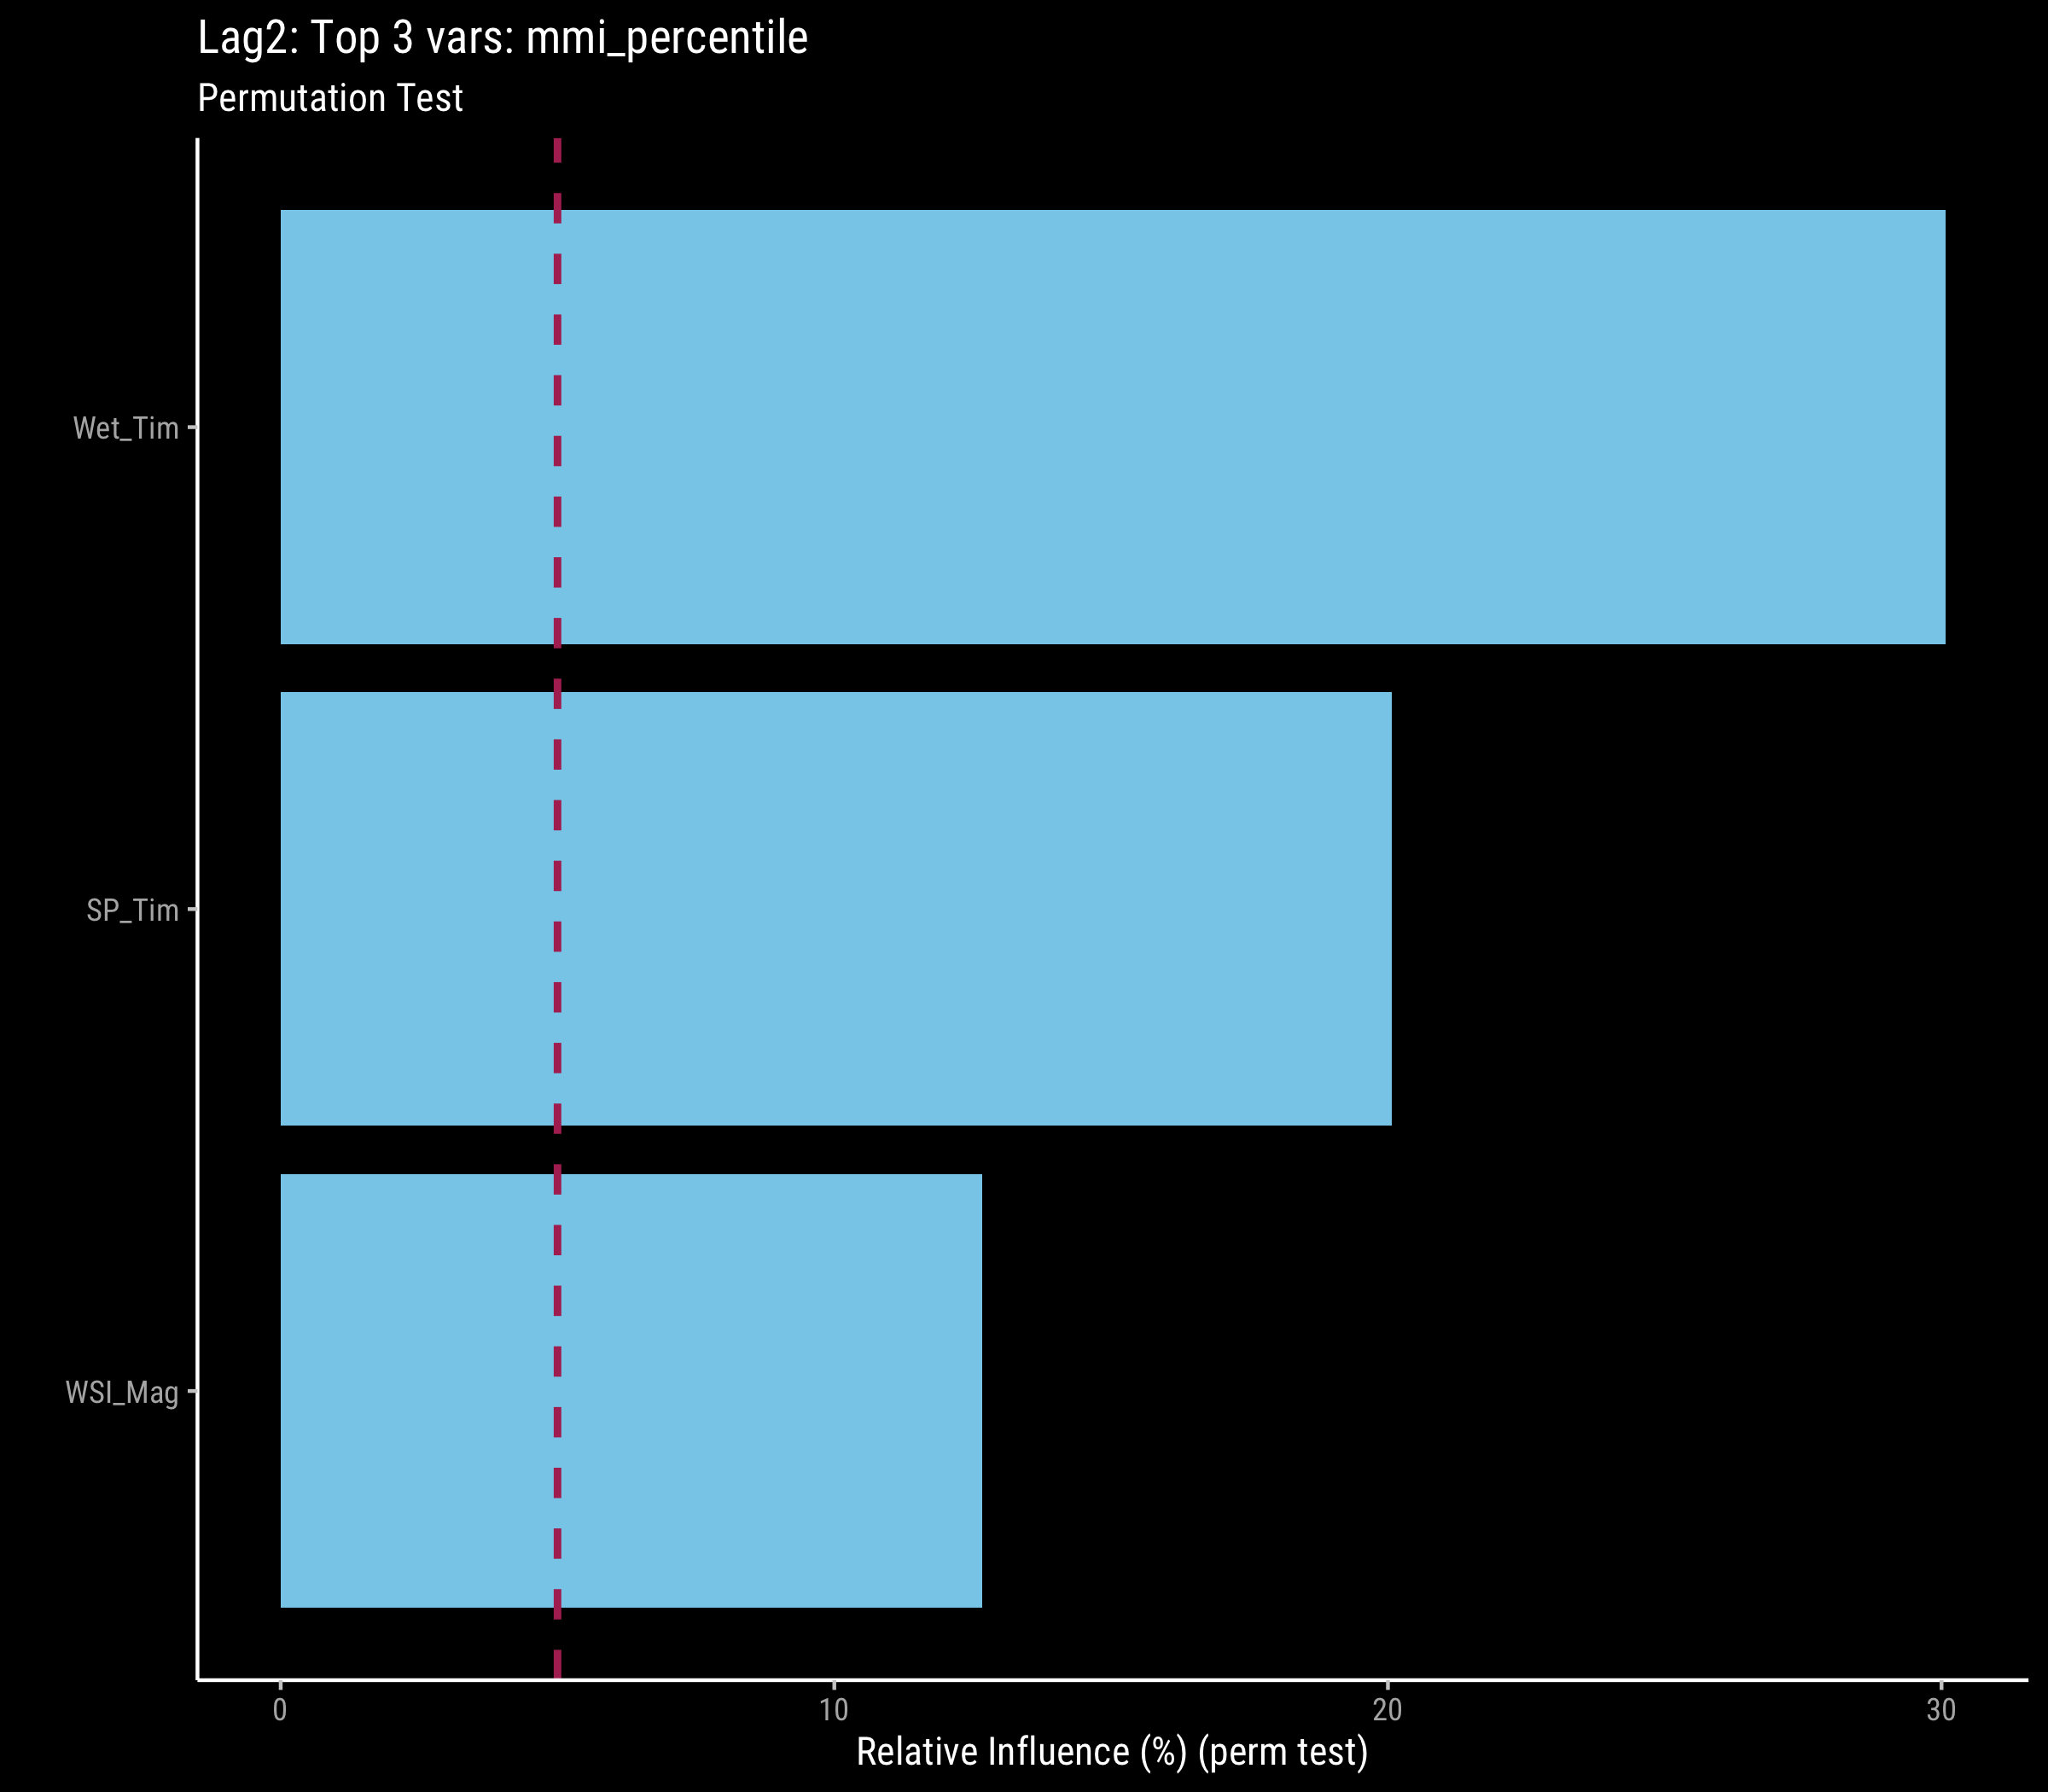 Lag2: Top 3 vars: mmi_percentile
Permutation Test
Wet_Tim
SP_Tim
WSI_Mag
0 10 20 30
Relative Influence (%) (perm test)